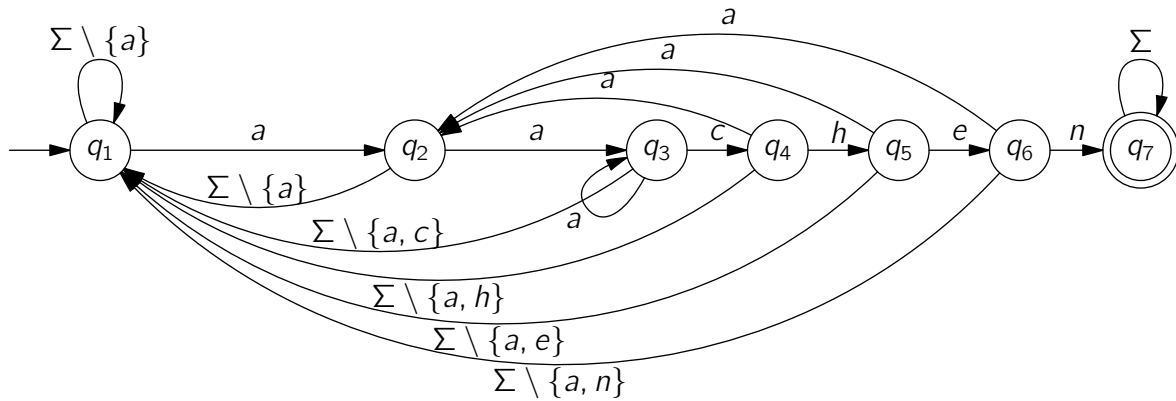 a
Σ \ {a}
a
Σ
a
a
a
c
h
e
n
q1
q2
q3
q4
q5
q6
q7
Σ \ {a}
a
Σ \ {a, c}
Σ \ {a, h}
Σ \ {a, e}
Σ \ {a, n}